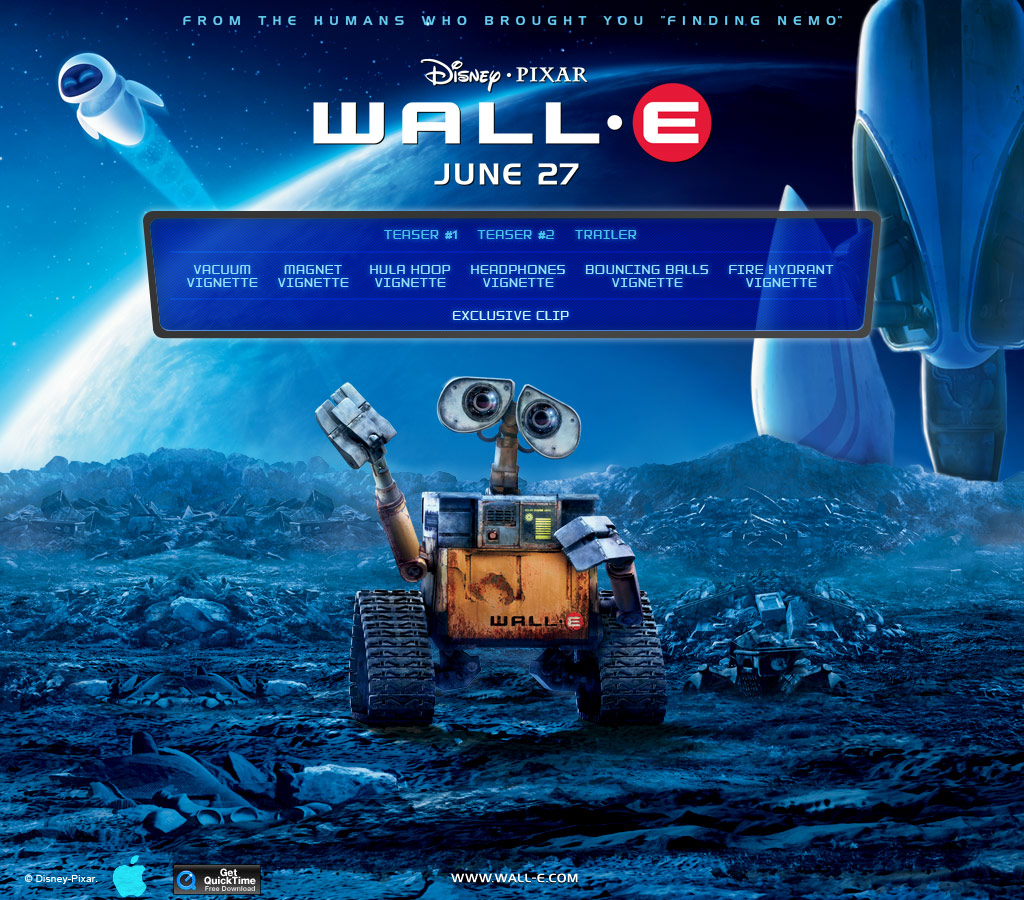 FROM THE HUMANS WHO BROUGHT YOU "FINDING NEMO"
Disney · PIXAR
WALL·E
JUNE 27
TEASER #1 TEASER #2 TRAILER
VACUUM VIGNETTE
MAGNET VIGNETTE
HULA HOOP VIGNETTE
HEADPHONES VIGNETTE
BOUNCING BALLS VIGNETTE
FIRE HYDRANT VIGNETTE
EXCLUSIVE CLIP
WALL·E
© Disney-Pixar.
Get
QuickTime
Free Download
WWW.WALL-E.COM